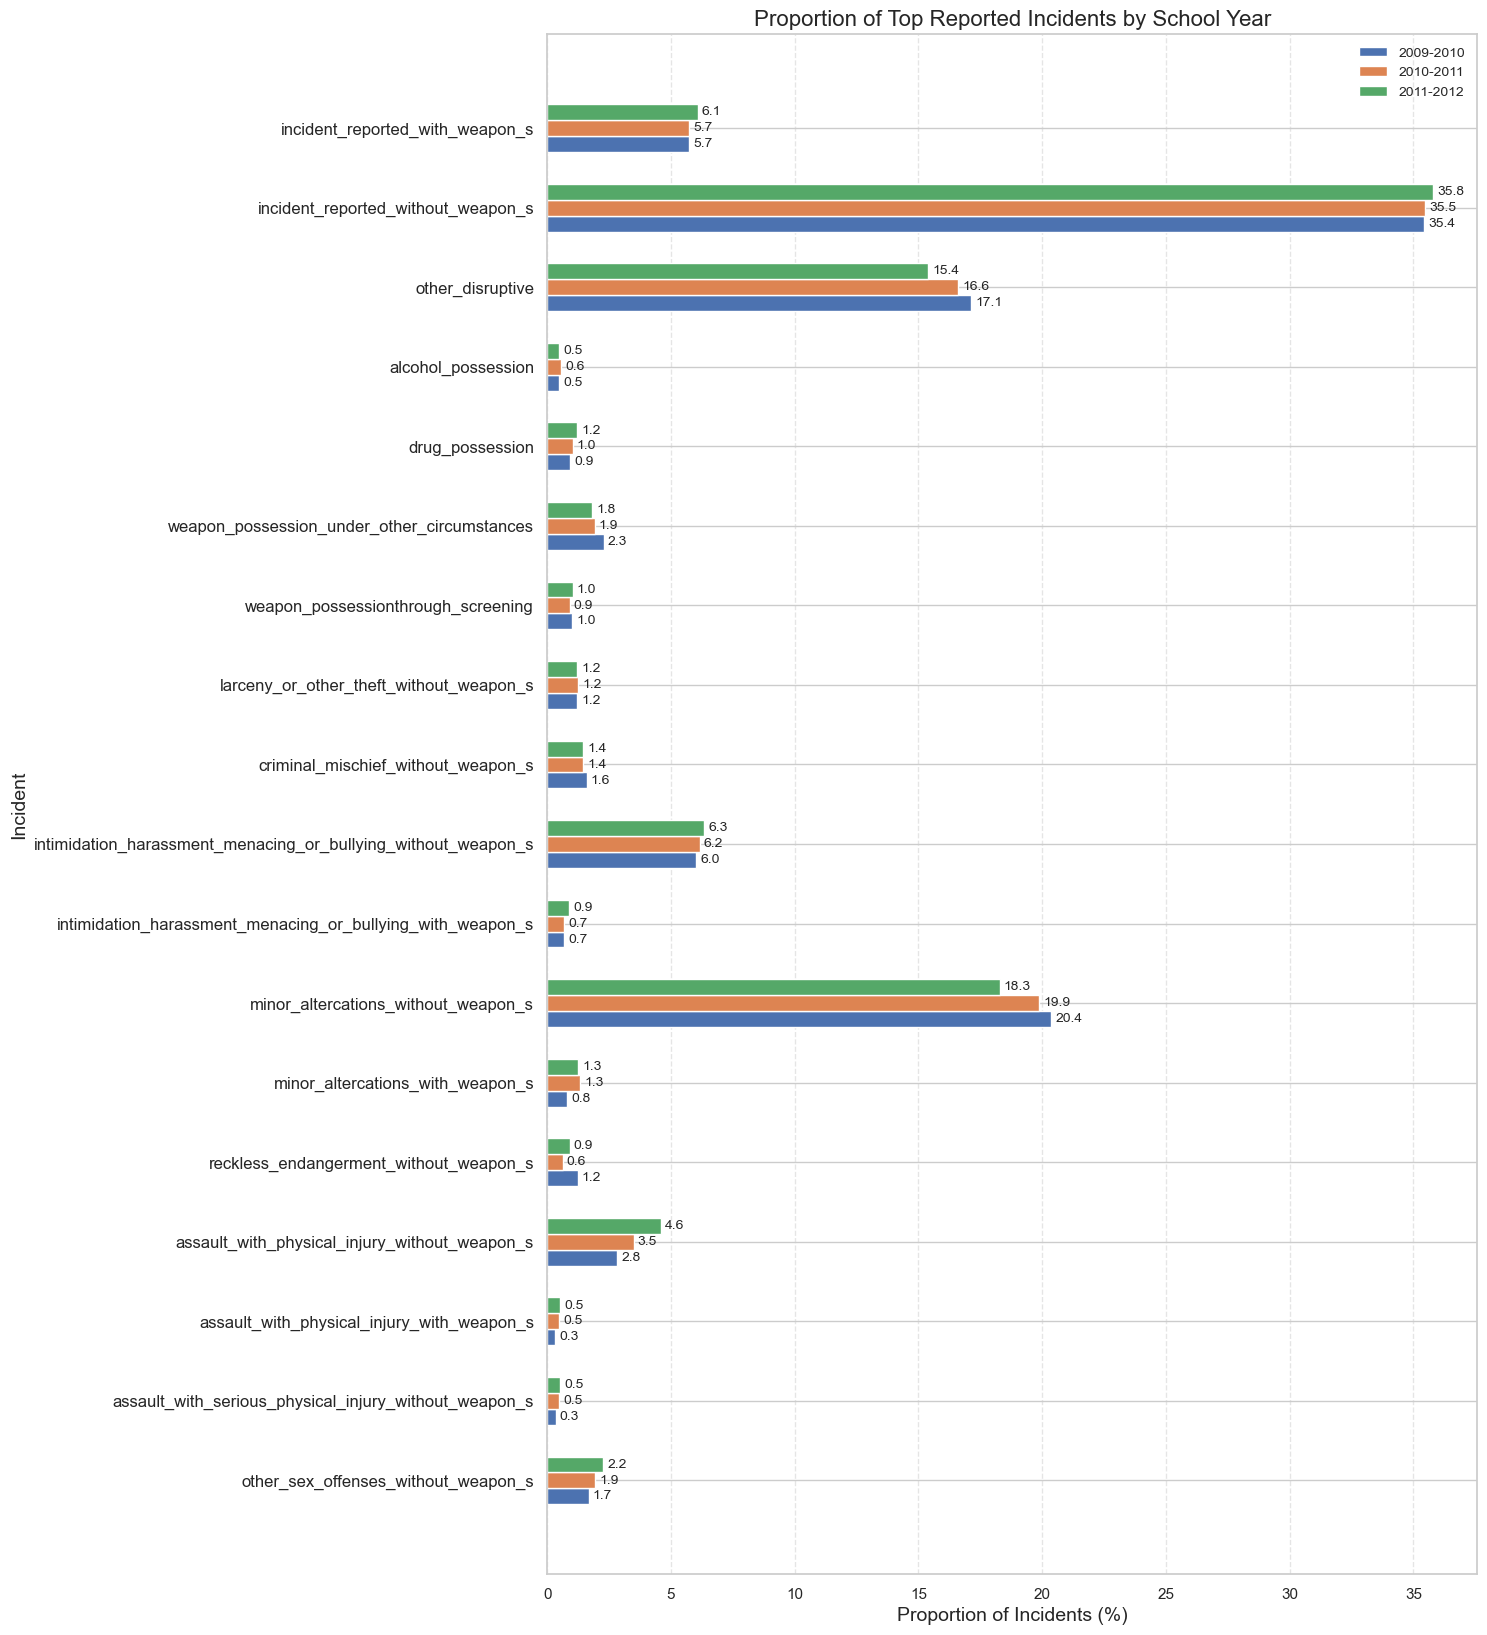 Proportion of Top Reported Incidents by School Year
2009-2010
2010-2011
2011-2012
incident_reported_with_weapon_s
6.1
5.7
5.7
incident_reported_without_weapon_s
35.8
35.5
35.4
other_disruptive
15.4
16.6
17.1
alcohol_possession
0.5
0.6
0.5
drug_possession
1.2
1.0
0.9
weapon_possession_under_other_circumstances
1.8
1.9
2.3
weapon_possessionthrough_screening
1.0
0.9
1.0
larceny_or_other_theft_without_weapon_s
1.2
1.2
1.2
criminal_mischief_without_weapon_s
1.4
1.4
1.6
intimidation_harassment_menacing_or_bullying_without_weapon_s
6.3
6.2
6.0
intimidation_harassment_menacing_or_bullying_with_weapon_s
0.9
0.7
0.7
minor_altercations_without_weapon_s
18.3
19.9
20.4
minor_altercations_with_weapon_s
1.3
1.3
0.8
reckless_endangerment_without_weapon_s
0.9
0.6
1.2
assault_with_physical_injury_without_weapon_s
4.6
3.5
2.8
assault_with_physical_injury_with_weapon_s
0.5
0.5
0.3
assault_with_serious_physical_injury_without_weapon_s
0.5
0.5
0.3
other_sex_offenses_without_weapon_s
2.2
1.9
1.7
Incident
0 5 10 15 20 25 30 35
Proportion of Incidents (%)